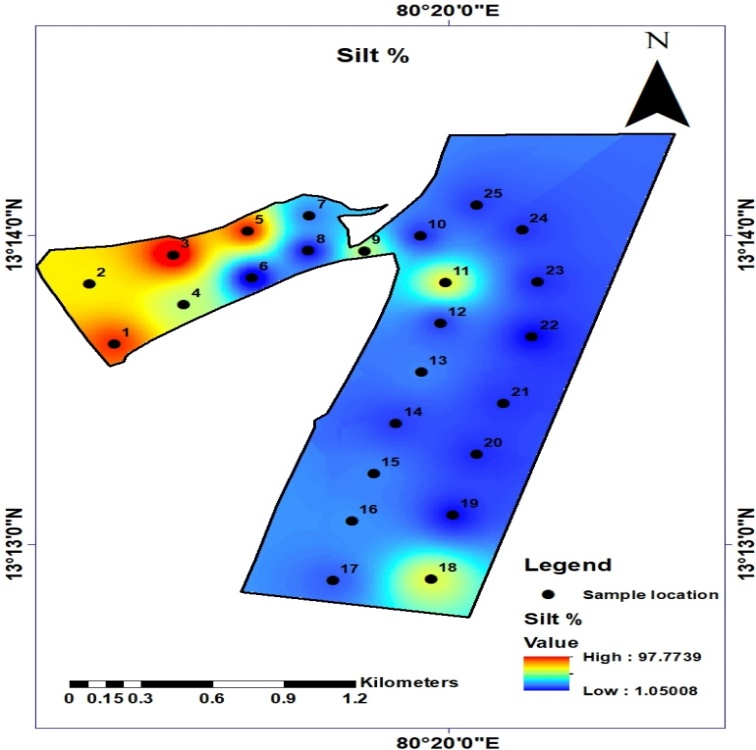 80°20'0"E
Silt %
N
13°14'0"N
13°14'0"N
25
7
24
5
10
3
8
9
23
2
6
11
4
12
22
1
13
21
14
20
15
19
16
13°13'0"N
13°13'0"N
17
18
Legend
Sample location
Silt %
Value
High : 97.7739
Low : 1.05008
Kilometers
0 0.15 0.3 0.6 0.9 1.2
80°20'0"E